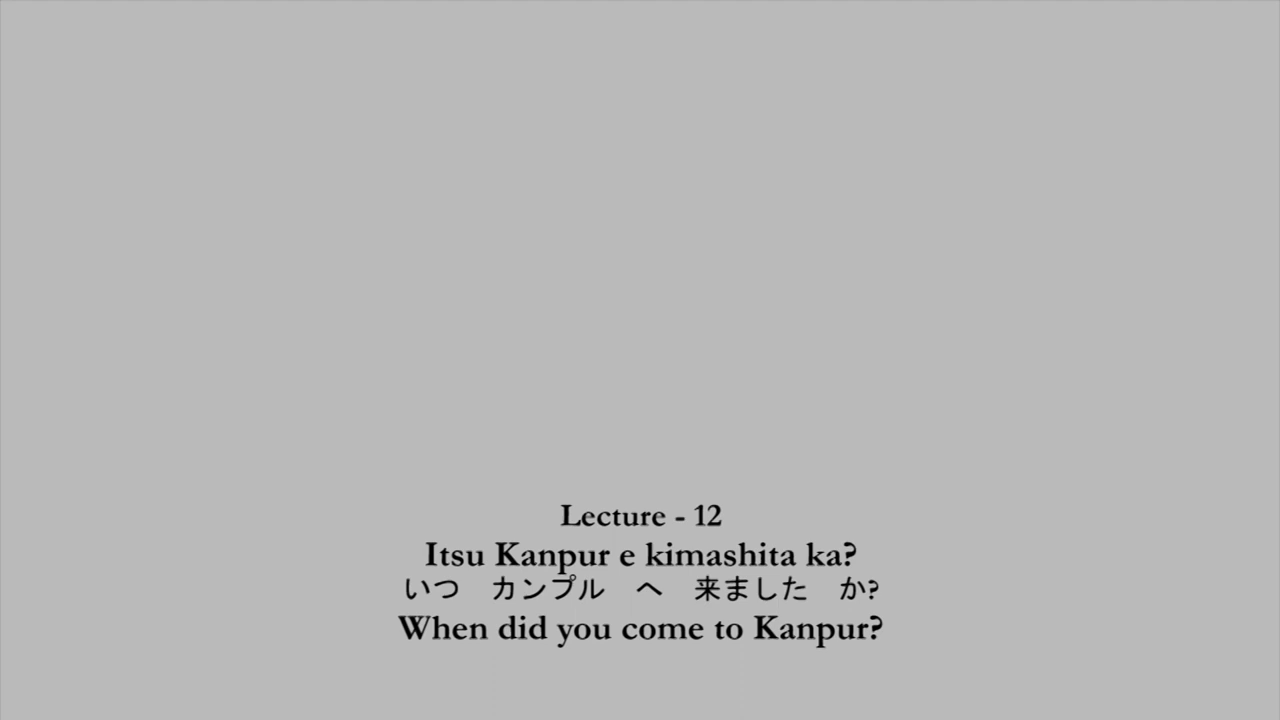 Lecture - 12
Itsu Kanpur e kimashita ka?
いつ　カンプル　へ　来ました　か?
When did you come to Kanpur?